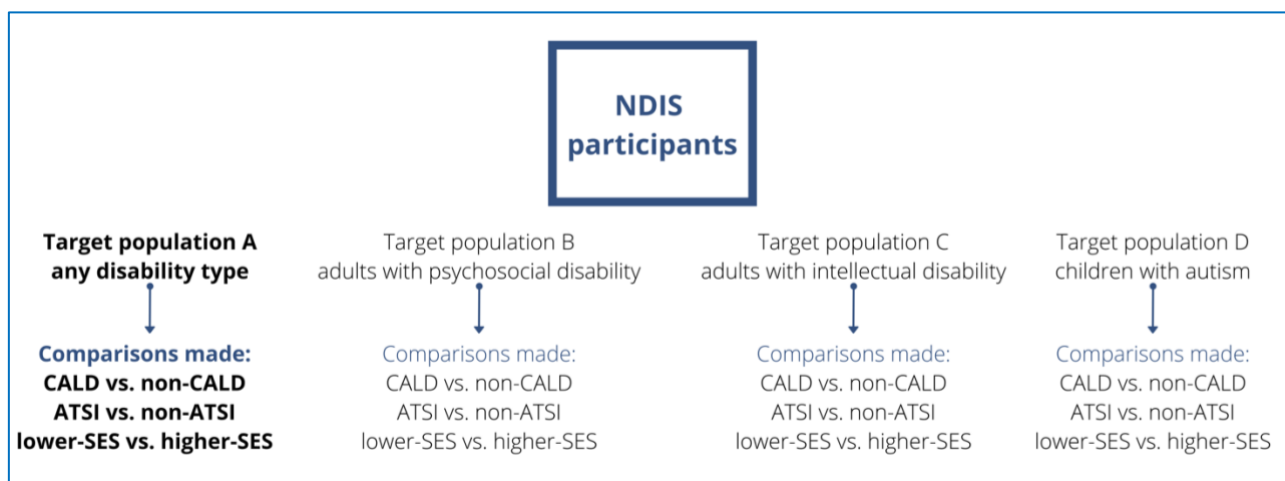 NDIS
participants
Target population A
any disability type
Comparisons made:
CALD vs. non-CALD
ATSI vs. non-ATSI
lower-SES vs. higher-SES
Target population B
adults with psychosocial disability
Comparisons made:
CALD vs. non-CALD
ATSI vs. non-ATSI
lower-SES vs. higher-SES
Target population C
adults with intellectual disability
Comparisons made:
CALD vs. non-CALD
ATSI vs. non-ATSI
lower-SES vs. higher-SES
Target population D
children with autism
Comparisons made:
CALD vs. non-CALD
ATSI vs. non-ATSI
lower-SES vs. higher-SES